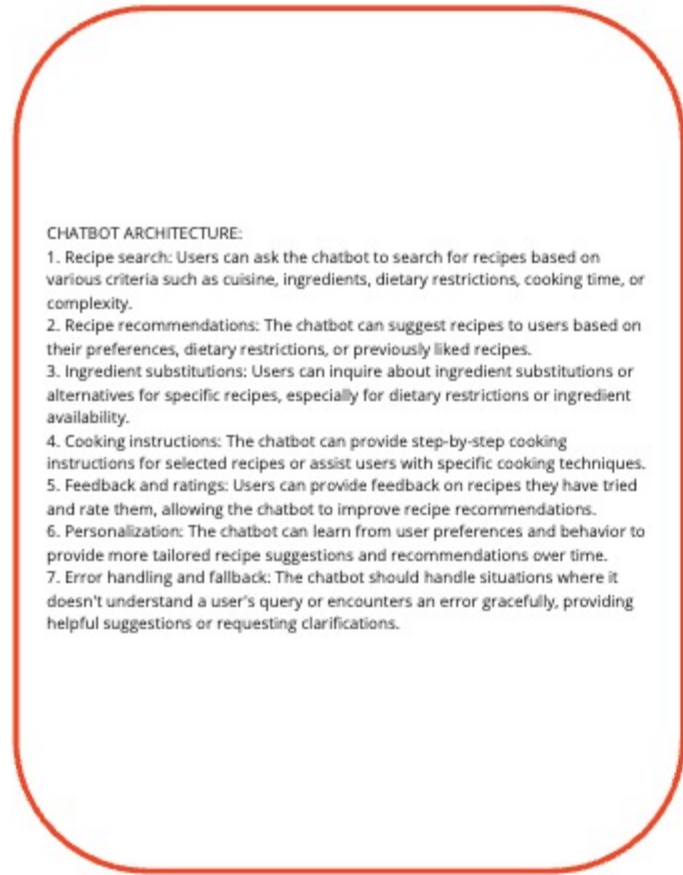 CHATBOT ARCHITECTURE:
1. Recipe search: Users can ask the chatbot to search for recipes based on
various criteria such as cuisine, ingredients, dietary restrictions, cooking time, or
complexity.
2. Recipe recommendations: The chatbot can suggest recipes to users based on
their preferences, dietary restrictions, or previously liked recipes.
3. Ingredient substitutions: Users can inquire about ingredient substitutions or
alternatives for specific recipes, especially for dietary restrictions or ingredient
availability.
4. Cooking instructions: The chatbot can provide step-by-step cooking
instructions for selected recipes or assist users with specific cooking techniques.
5. Feedback and ratings: Users can provide feedback on recipes they have tried
and rate them, allowing the chatbot to improve recipe recommendations.
6. Personalization: The chatbot can learn from user preferences and behavior to
provide more tailored recipe suggestions and recommendations over time.
7. Error handling and fallback: The chatbot should handle situations where it
doesn't understand a user's query or encounters an error gracefully, providing
helpful suggestions or requesting clarifications.